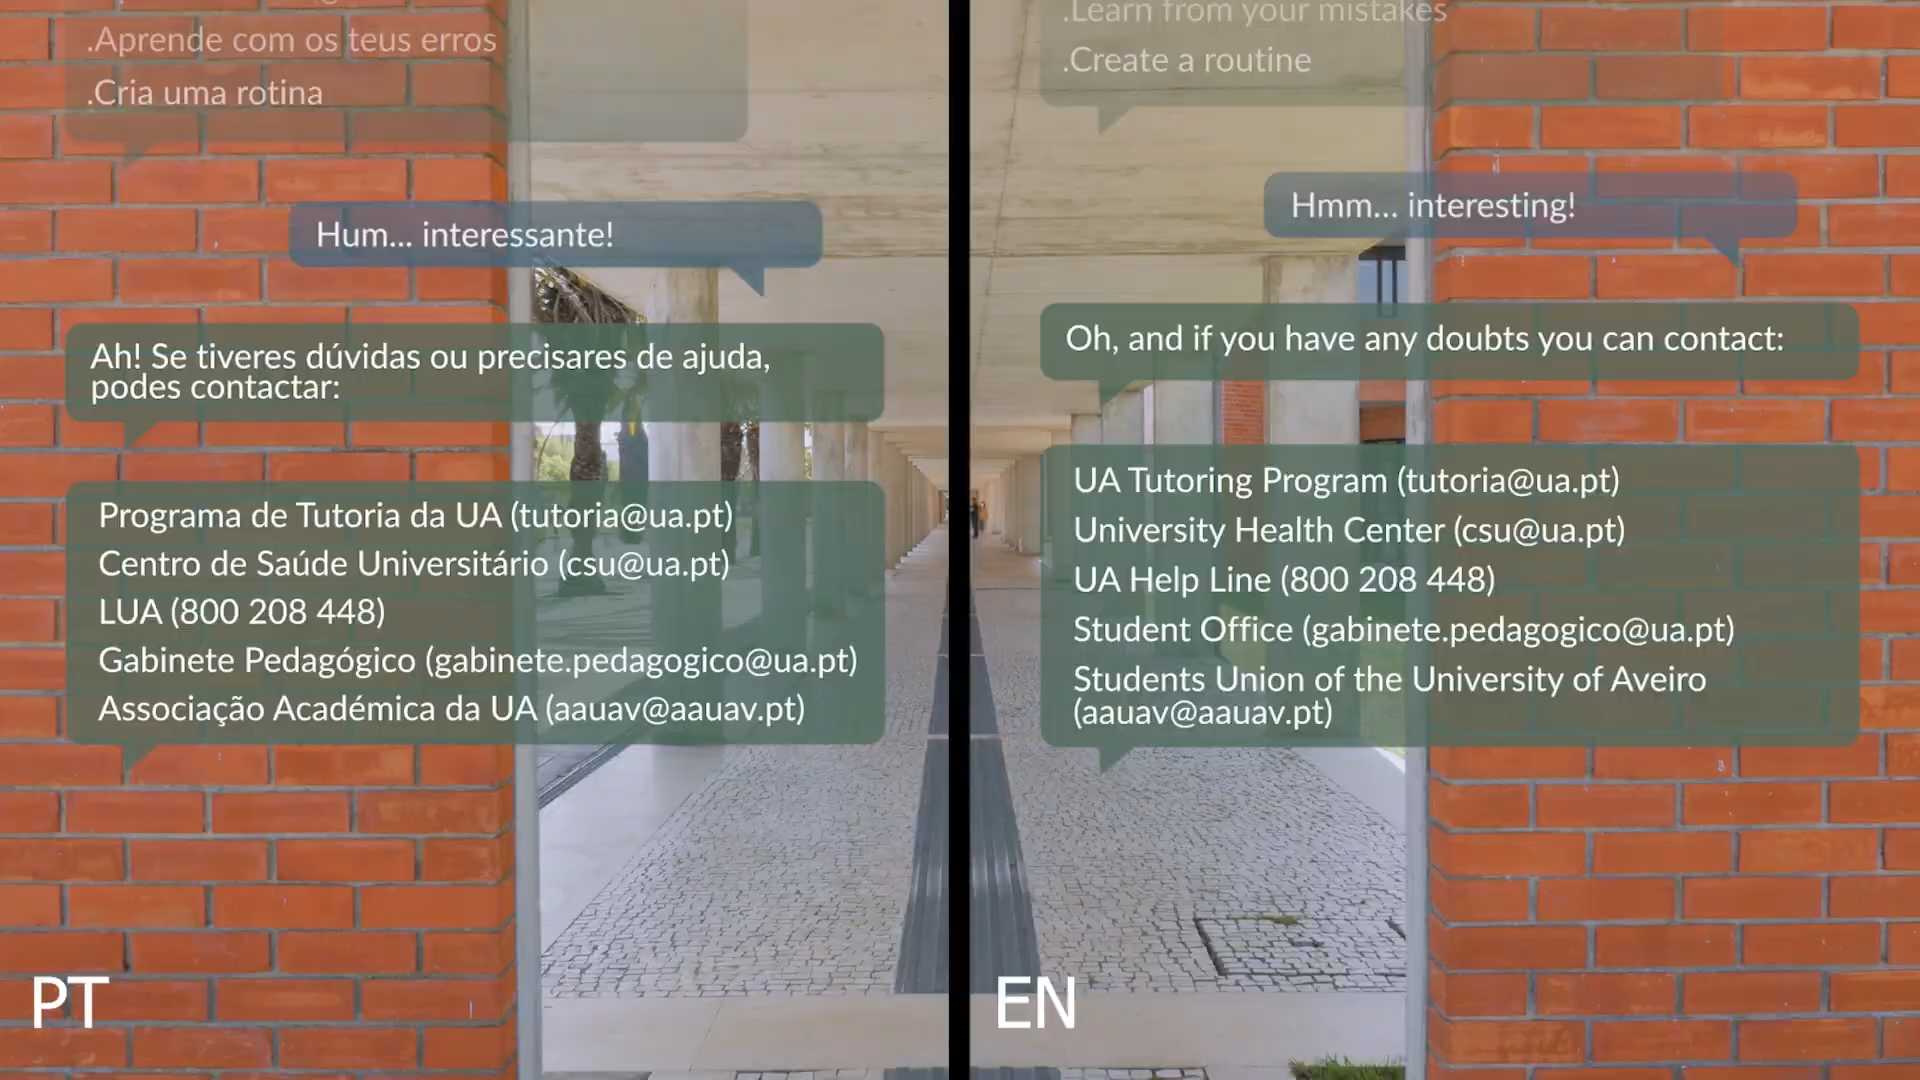 .Aprende com os teus erros
.Cria uma rotina
Hum... interessante!
Ah! Se tiveres dúvidas ou precisares de ajuda,
podes contactar:
Programa de Tutoria da UA (tutoria@ua.pt)
Centro de Saúde Universitário (csu@ua.pt)
LUA (800 208 448)
Gabinete Pedagógico (gabinete.pedagogico@ua.pt)
Associação Académica da UA (aauav@aauav.pt)
PT
.Learn from your mistakes
.Create a routine
Hmm... interesting!
Oh, and if you have any doubts you can contact:
UA Tutoring Program (tutoria@ua.pt)
University Health Center (csu@ua.pt)
UA Help Line (800 208 448)
Student Office (gabinete.pedagogico@ua.pt)
Students Union of the University of Aveiro
(aauav@aauav.pt)
EN